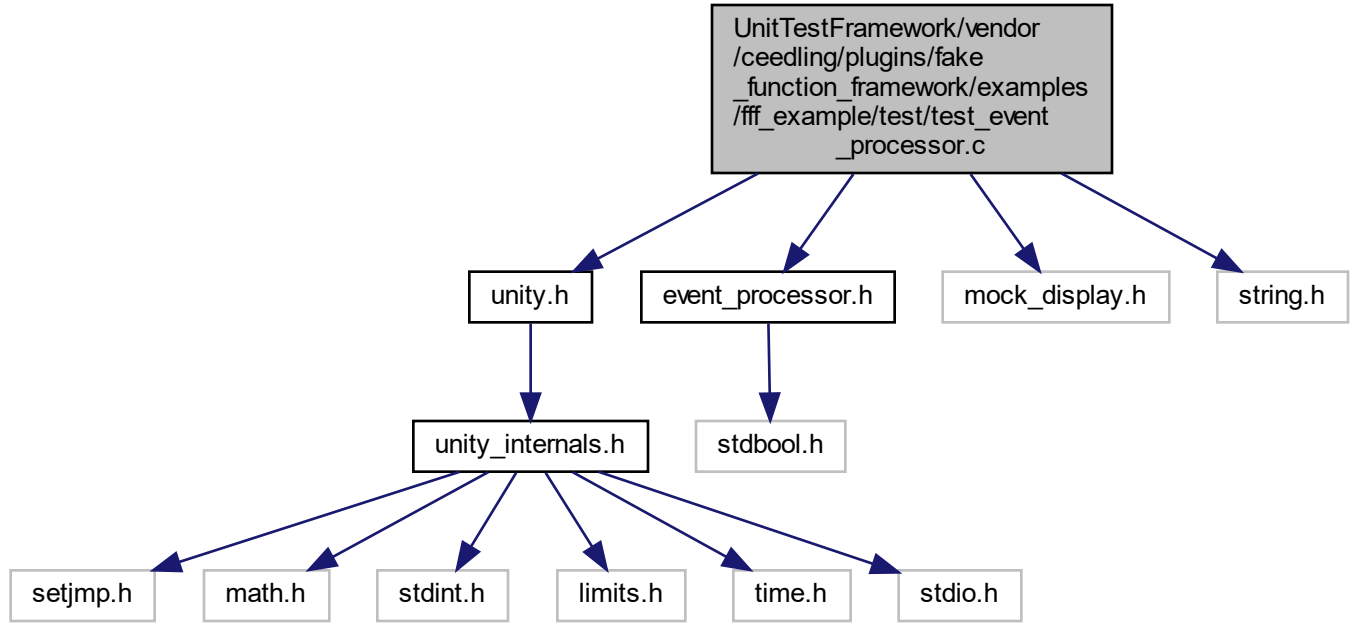 UnitTestFramework/vendor
/ceedling/plugins/fake
_function_framework/examples
/fff_example/test/test_event
_processor.c
unity.h
event_processor.h
mock_display.h
string.h
unity_internals.h
stdbool.h
setjmp.h
math.h
stdint.h
limits.h
time.h
stdio.h